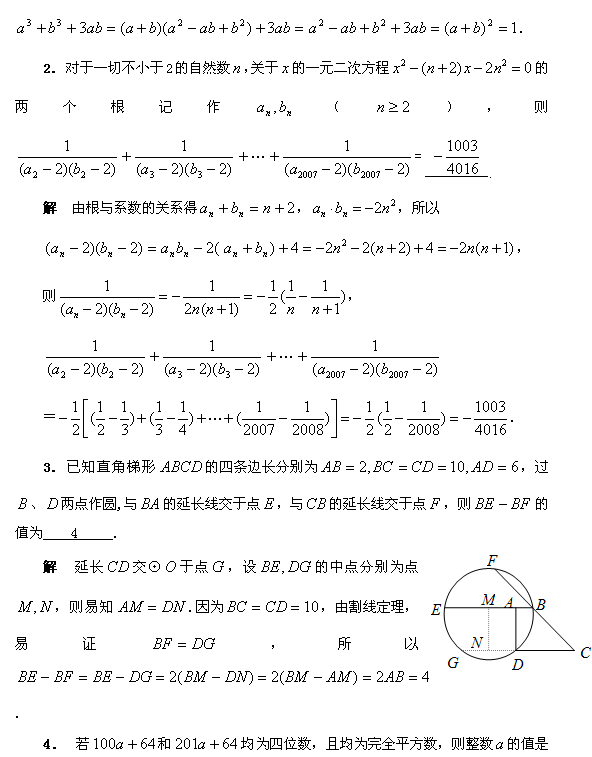 a³+b³+3ab=(a+b)(a²−ab+b²)+3ab=a²−ab+b²+3ab=(a+b)²=1.
2．对于一切不小于2的自然数n,关于x的一元二次方程x²−(n+2)x−2n²=0的
两个根记作aₙ,bₙ（n≥2），则
1/((a₂−2)(b₂−2))+1/((a₃−2)(b₃−2))+⋯+1/((a₂₀₀₇−2)(b₂₀₀₇−2))= −1003/4016 .
解 由根与系数的关系得aₙ+bₙ=n+2，aₙ·bₙ=−2n²，所以
(aₙ−2)(bₙ−2)=aₙbₙ−2(aₙ+bₙ)+4=−2n²−2(n+2)+4=−2n(n+1)，
则1/((aₙ−2)(bₙ−2))=−1/(2n(n+1))=−1/2(1/n−1/(n+1))，
1/((a₂−2)(b₂−2))+1/((a₃−2)(b₃−2))+⋯+1/((a₂₀₀₇−2)(b₂₀₀₇−2))
=−1/2[(1/2−1/3)+(1/3−1/4)+⋯+(1/2007−1/2008)]=−1/2(1/2−1/2008)=−1003/4016．
3．已知直角梯形ABCD的四条边长分别为AB=2,BC=CD=10,AD=6，过
B、D两点作圆,与BA的延长线交于点E，与CB的延长线交于点F，则BE−BF的
值为 4 ．
解 延长CD交⊙O于点G，设BE,DG的中点分别为点
M,N，则易知AM=DN.因为BC=CD=10，由割线定理，
易证BF=DG，所以
BE−BF=BE−DG=2(BM−DN)=2(BM−AM)=2AB=4
.
F
E M A B
G N D C
4． 若100a+64和201a+64均为四位数，且均为完全平方数，则整数a的值是